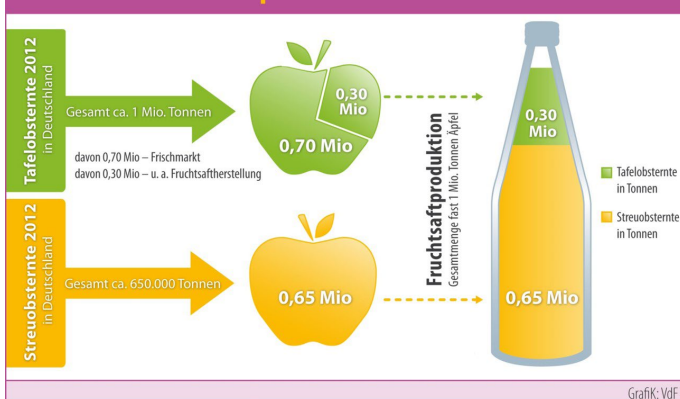 Tafelobsternte 2012
in Deutschland
Gesamt ca. 1 Mio. Tonnen
davon 0,70 Mio – Frischmarkt
davon 0,30 Mio – u. a. Fruchtsaftherstellung
0,30
Mio
0,70 Mio
Streuobsternte 2012
in Deutschland
Gesamt ca. 650.000 Tonnen
0,65 Mio
Fruchtsaftproduktion
Gesamtmenge fast 1 Mio. Tonnen Äpfel
0,30
Mio
0,65 Mio
Tafelobsternte
in Tonnen
Streuobsternte
in Tonnen
GrafiK: VdF